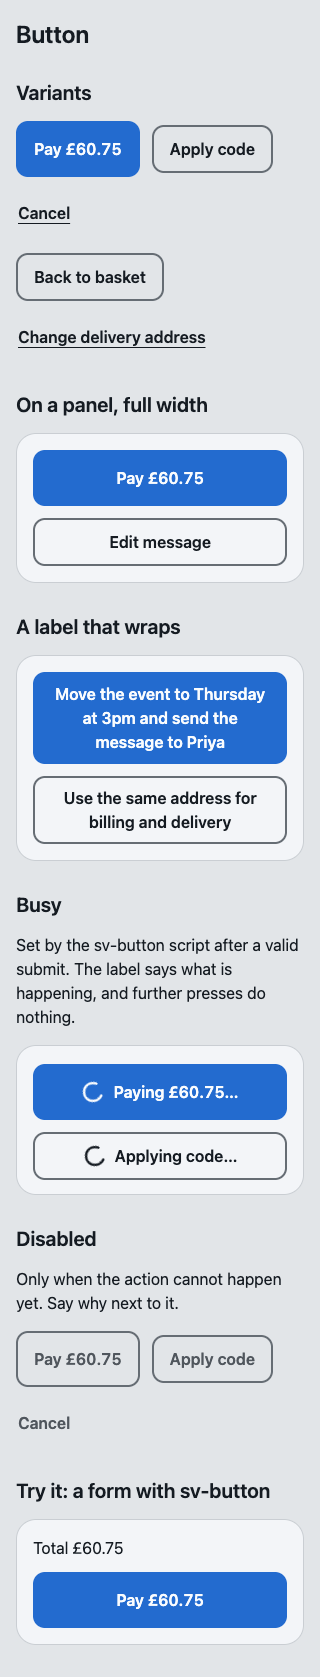 Button
Variants
Pay £60.75
Apply code
Cancel
Back to basket
Change delivery address
On a panel, full width
Pay £60.75
Edit message
A label that wraps
Move the event to Thursday
at 3pm and send the
message to Priya
Use the same address for
billing and delivery
Busy
Set by the sv-button script after a valid
submit. The label says what is
happening, and further presses do
nothing.
Paying £60.75...
Applying code...
Disabled
Only when the action cannot happen
yet. Say why next to it.
Pay £60.75
Apply code
Cancel
Try it: a form with sv-button
Total £60.75
Pay £60.75